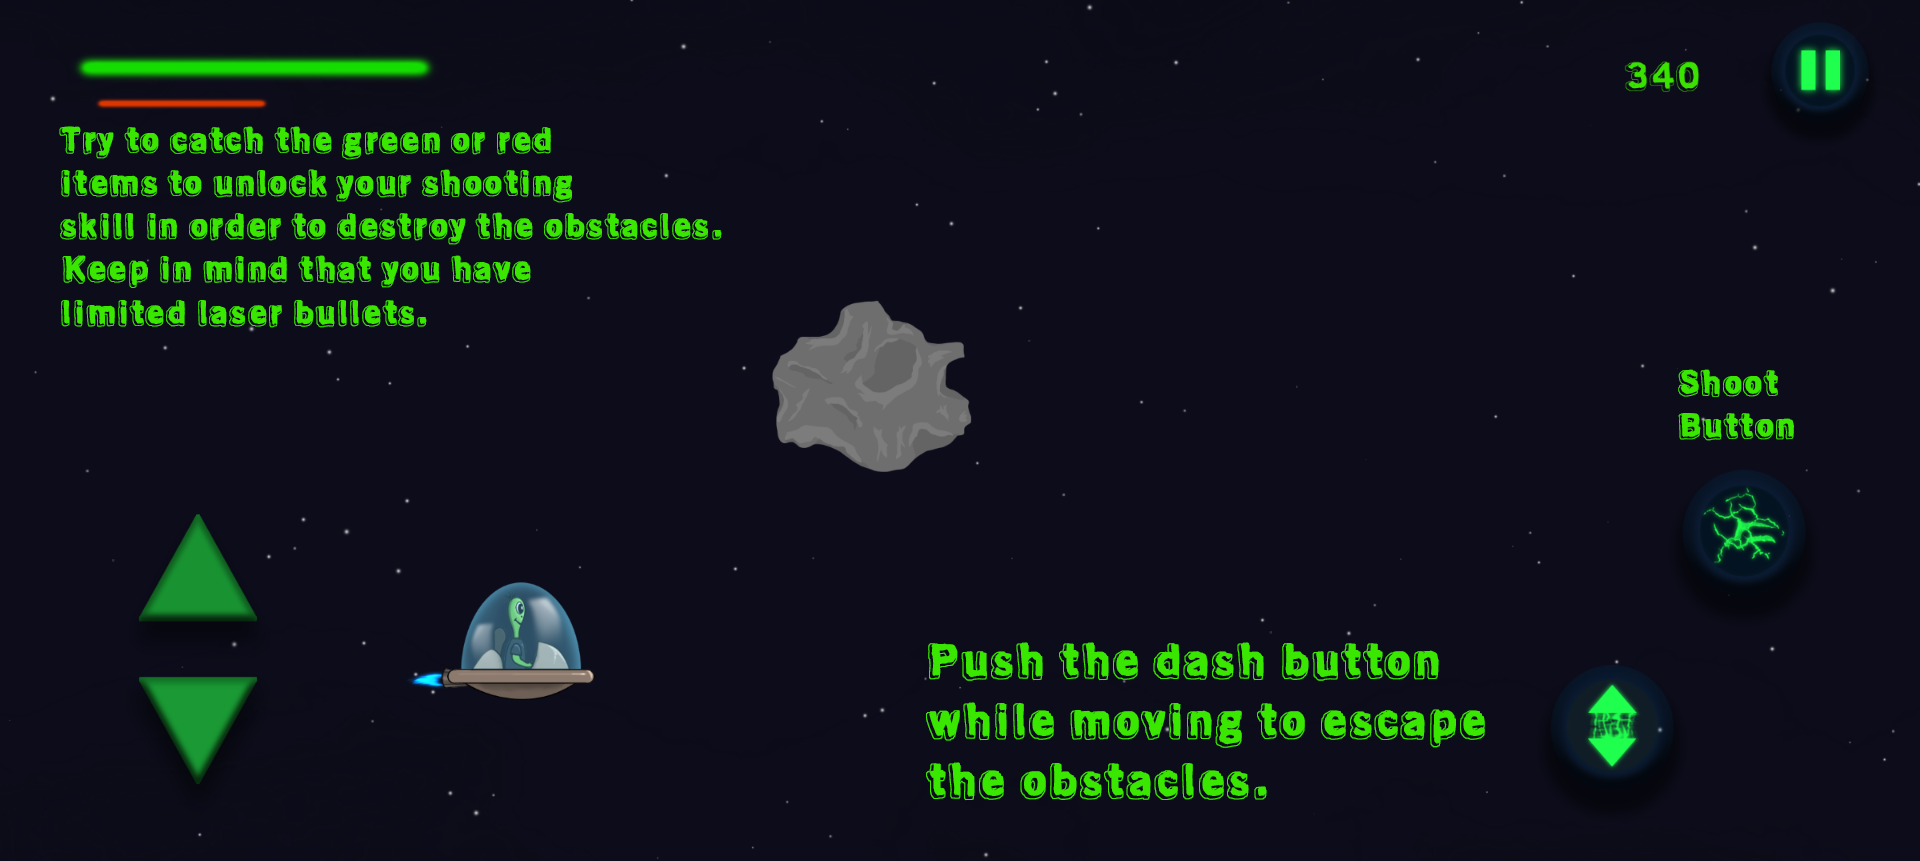 340
Try to catch the green or red
items to unlock your shooting
skill in order to destroy the obstacles.
Keep in mind that you have
limited laser bullets.
Shoot
Button
Push the dash button
while moving to escape
the obstacles.